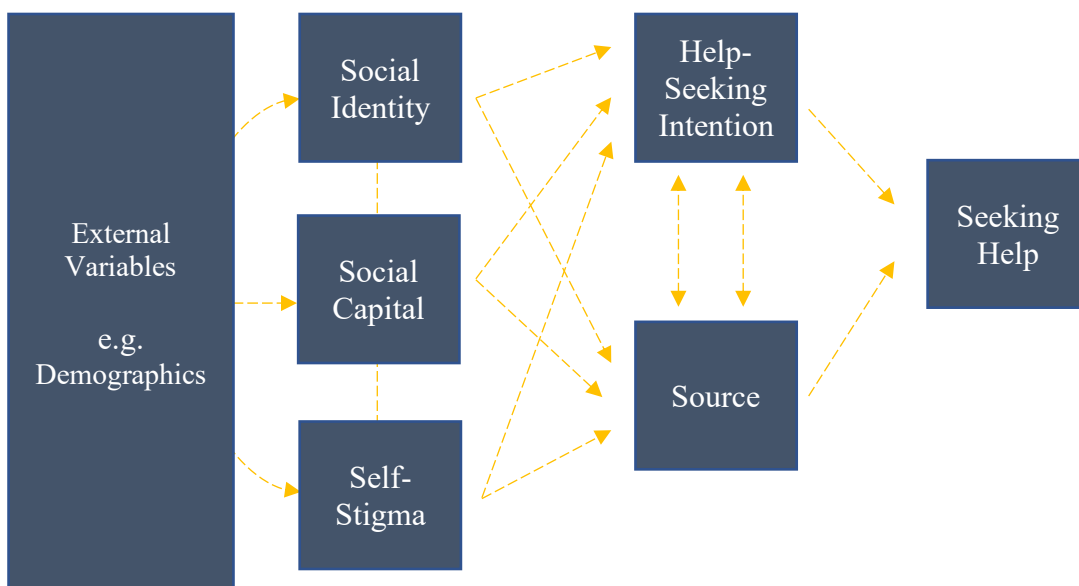 External
Variables
e.g.
Demographics
Social
Identity
Social
Capital
Self-
Stigma
Help-
Seeking
Intention
Source
Seeking
Help